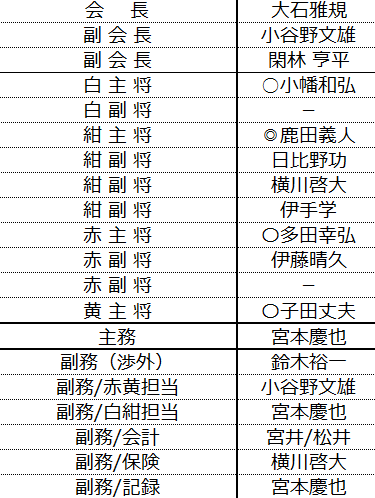 会　長　大石雅規
副 会 長　小谷野文雄
副 会 長　閑林 亨平
白 主 将　〇小幡和弘
白 副 将　－
紺 主 将　◎鹿田義人
紺 副 将　日比野功
紺 副 将　横川啓大
紺 副 将　伊手学
赤 主 将　〇多田幸弘
赤 副 将　伊藤晴久
赤 副 将　－
黄 主 将　〇子田丈夫
主務　宮本慶也
副務（渉外）　鈴木裕一
副務/赤黄担当　小谷野文雄
副務/白紺担当　宮本慶也
副務/会計　宮井/松井
副務/保険　横川啓大
副務/記録　宮本慶也